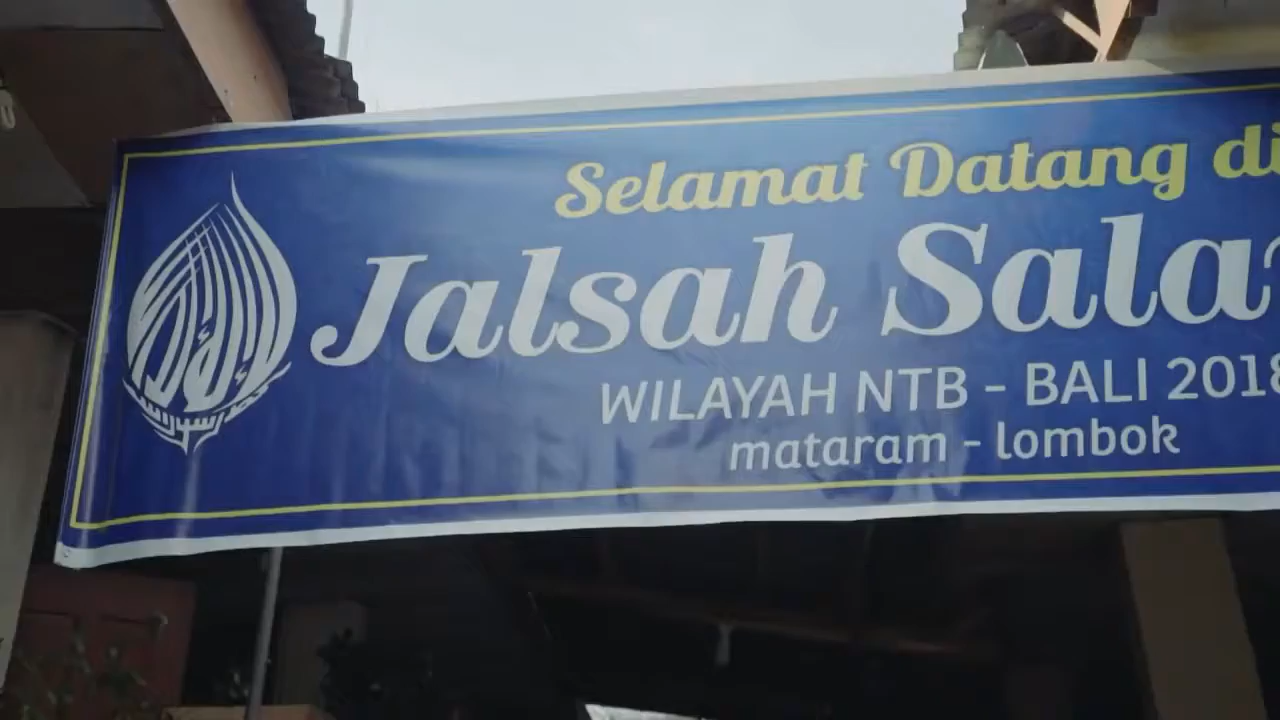 Selamat Datang di
Jalsah
WILAYAH NTB - BALI 2018
mataram - lombok